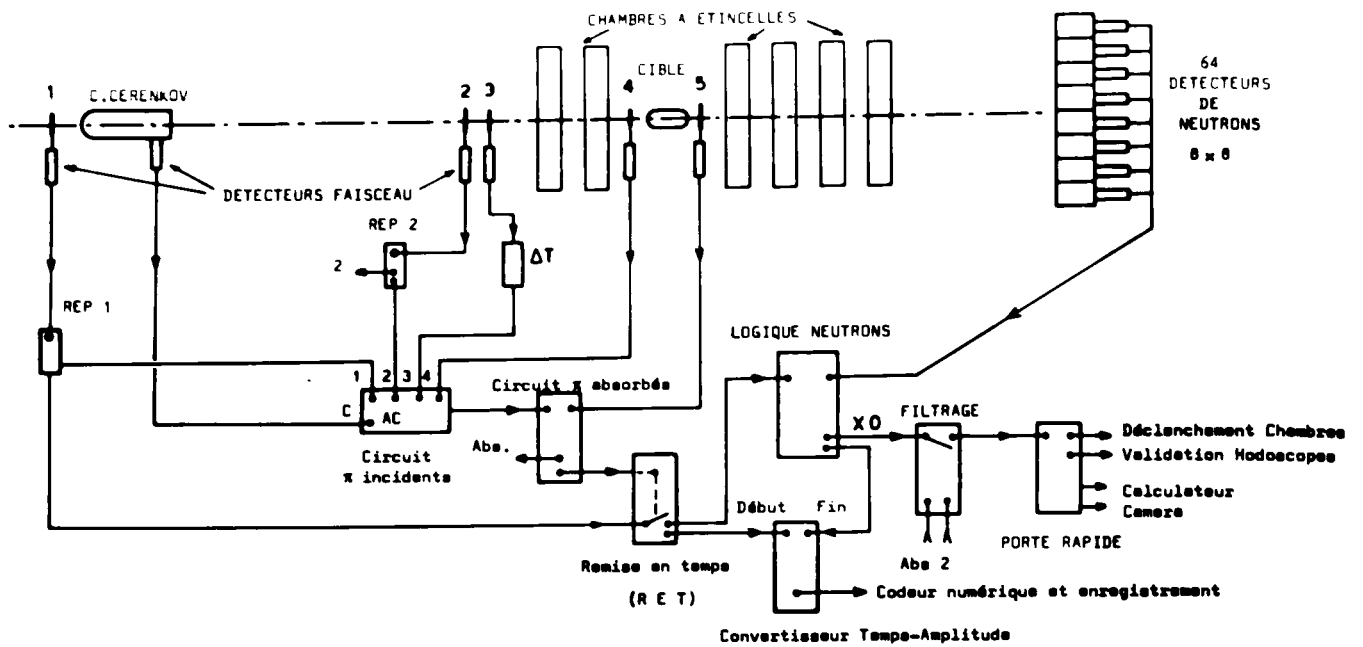 CHAMBRES A ETINCELLES
CIBLE
1
C.CERENKOV
2
3
4
5
64
DETECTEURS
DE
NEUTRONS
8 x 8
DETECTEURS FAISCEAU
REP 2
2
ΔT
REP 1
LOGIQUE NEUTRONS
1
2
3
4
C
AC
Circuit π absorbés
Circuit
π incidents
Abs.
XO
FILTRAGE
Déclenchement Chambres
Validation Hodoscopes
Calculateur
Camera
Début
Fin
Abs 2
PORTE RAPIDE
Remise en temps
(R E T)
Codeur numérique et enregistrement
Convertisseur Temps-Amplitude